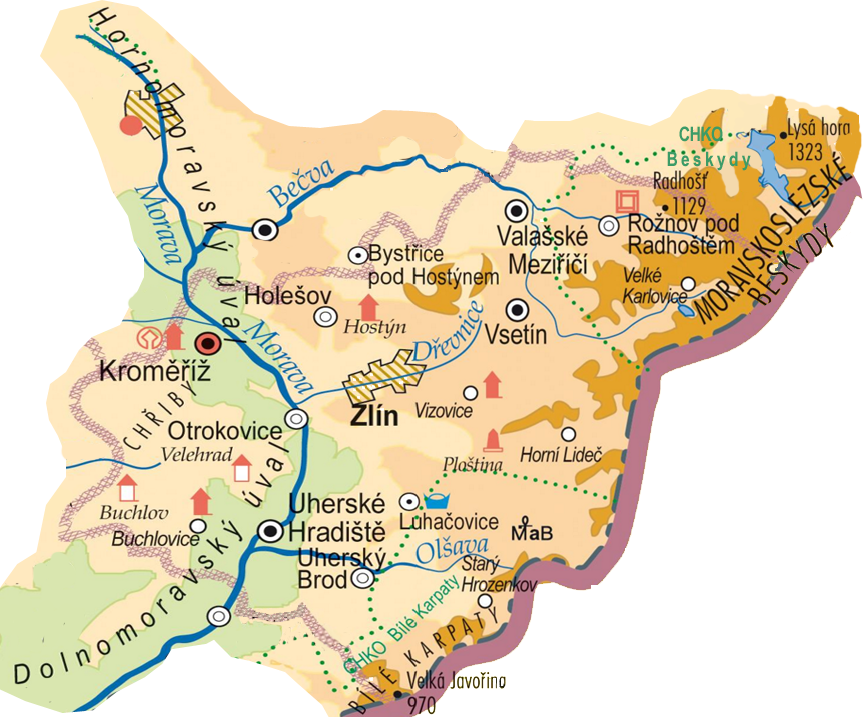 Hornomoravský úval
Lysá hora
1323
CHKO
Beskydy
Radhošť
1129
MORAVSKOSLEZSKÉ
BESKYDY
Bečva
Morava
Valašské
Meziříčí
Rožnov pod
Radhoštěm
Bystřice
pod Hostýnem
Velké
Karlovice
Holešov
Hostýn
Vsetín
Dřevnice
Morava
Kroměříž
CHŘIBY
Zlín
Vizovice
Otrokovice
Velehrad
Horní Lideč
Ploština
Buchlov
Buchlovice
Uherské
Hradiště
Luhačovice
MaB
Olšava
Uherský
Brod
Starý
Hrozenkov
Dolnomoravský úval
CHKO Bílé Karpaty
BÍLÉ KARPATY
Velká Javořina
970